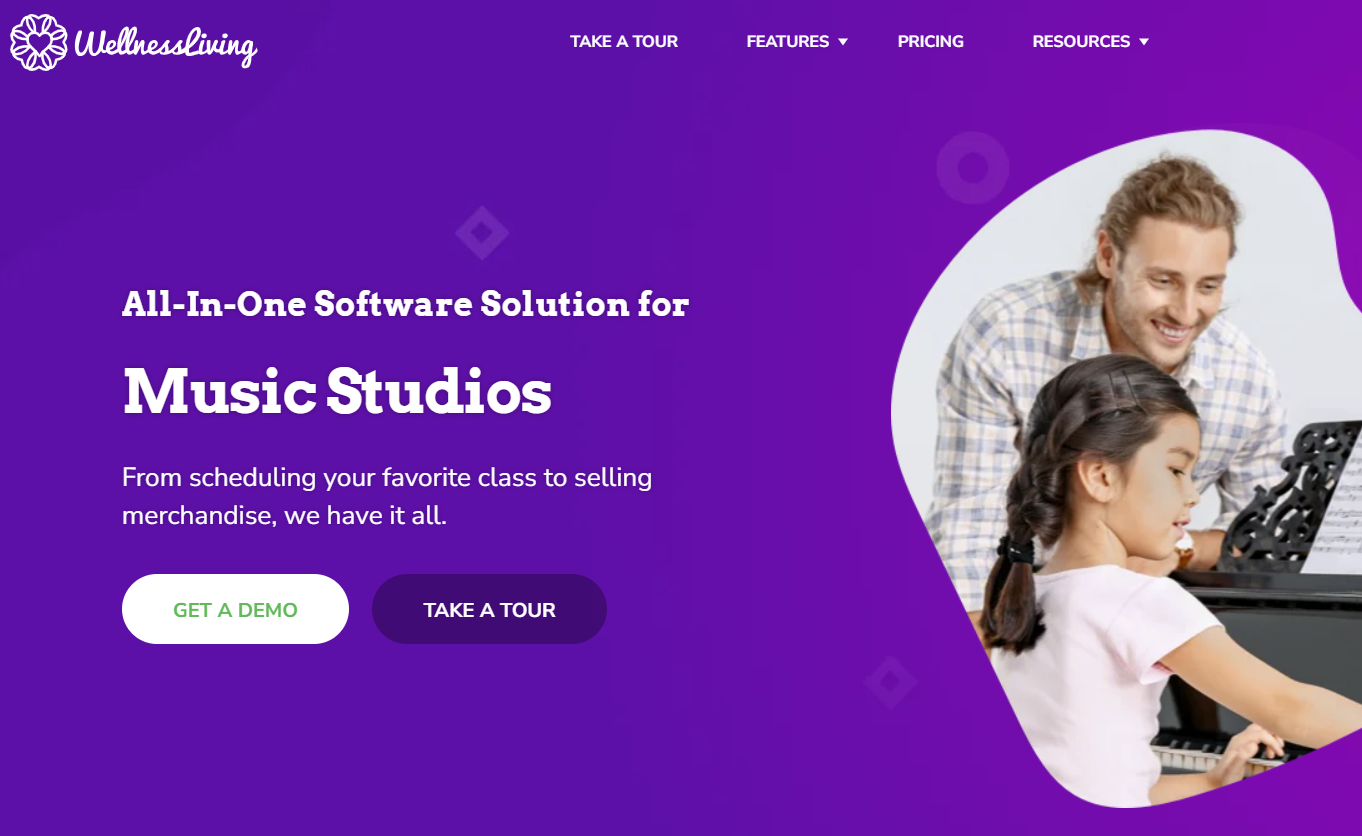 WellnessLiving
TAKE A TOUR
FEATURES
PRICING
RESOURCES
All-In-One Software Solution for
Music Studios
From scheduling your favorite class to selling
merchandise, we have it all.
GET A DEMO
TAKE A TOUR